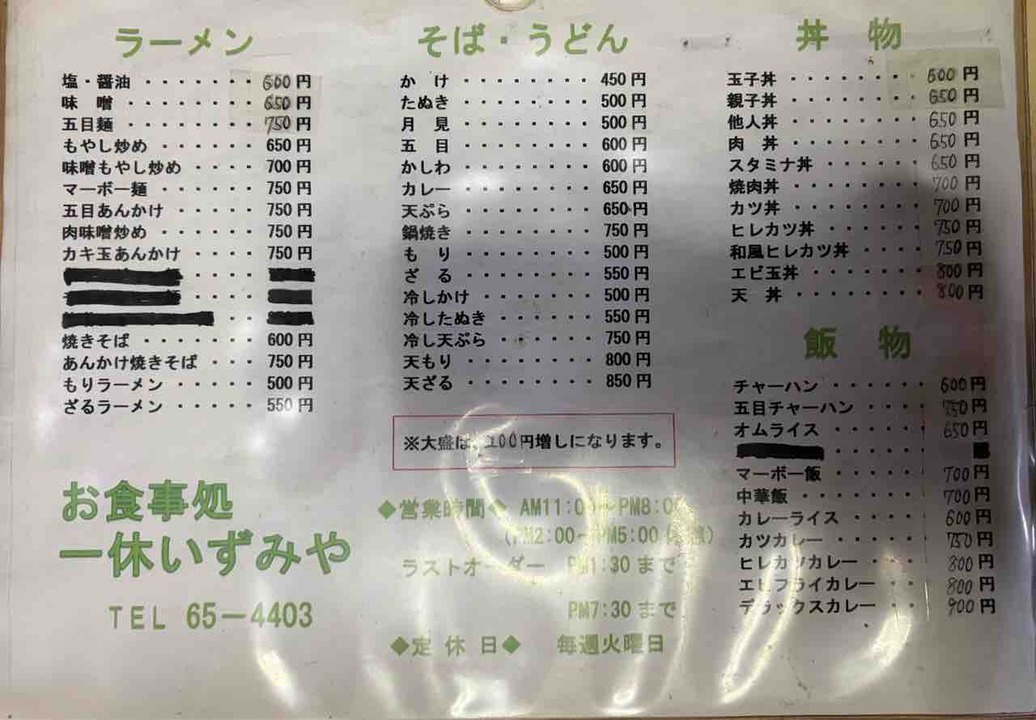 ラーメン
塩・醤油 ・・・・・・・ 600円
味 噌 ・・・・・・・・ 650円
五目麺 ・・・・・・・・ 750円
もやし炒め ・・・・・・ 650円
味噌もやし炒め ・・・・ 700円
マーボー麺 ・・・・・・ 750円
五目あんかけ ・・・・・ 750円
肉味噌炒め ・・・・・・ 750円
カキ玉あんかけ ・・・・ 750円
焼きそば ・・・・・・・ 600円
あんかけ焼きそば ・・・ 750円
もりラーメン ・・・・・ 500円
ざるラーメン ・・・・・ 550円
お食事処
一休いずみや
TEL 65−4403
そば・うどん
か け ・・・・・・・・ 450円
たぬき ・・・・・・・・ 500円
月 見 ・・・・・・・・ 500円
五 目 ・・・・・・・・ 600円
かしわ ・・・・・・・・ 600円
カレー ・・・・・・・・ 650円
天ぷら ・・・・・・・・ 650円
鍋焼き ・・・・・・・・ 750円
も り ・・・・・・・・ 500円
ざ る ・・・・・・・・ 550円
冷しかけ ・・・・・・・ 500円
冷したぬき ・・・・・・ 550円
冷し天ぷら ・・・・・・ 750円
天もり ・・・・・・・・ 800円
天ざる ・・・・・・・・ 850円
※大盛は、100円増しになります。
◆営業時間◆ AM11:00〜PM8:00
(PM2:00〜PM5:00
ラストオーダー PM1:30まで
PM7:30まで
◆定 休 日◆ 毎週火曜日
丼 物
玉子丼 ・・・・・・・ 600円
親子丼 ・・・・・・・ 650円
他人丼 ・・・・・・・ 650円
肉 丼 ・・・・・・・ 650円
スタミナ丼 ・・・・・ 650円
焼肉丼 ・・・・・・・ 700円
カツ丼 ・・・・・・・ 700円
ヒレカツ丼 ・・・・・ 750円
和風ヒレカツ丼 ・・・ 750円
エビ玉丼 ・・・・・・ 800円
天 丼 ・・・・・・・ 800円
飯 物
チャーハン ・・・・・ 600円
五目チャーハン ・・・・ 750円
オムライス ・・・・・ 650円
マーボー飯 ・・・・・ 700円
中華飯 ・・・・・・・ 700円
カレーライス ・・・・ 600円
カツカレー ・・・・・ 750円
ヒレカツカレー ・・・ 800円
エビフライカレー ・・ 800円
デラックスカレー ・・ 900円